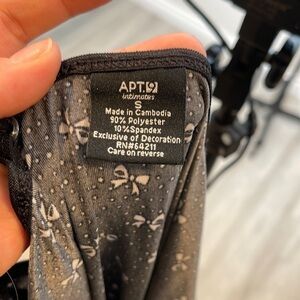 APT.9
intimates
S
Made in Cambodia
90% Polyester
10%Spandex
Exclusive of Decoration
RN#64211
Care on reverse